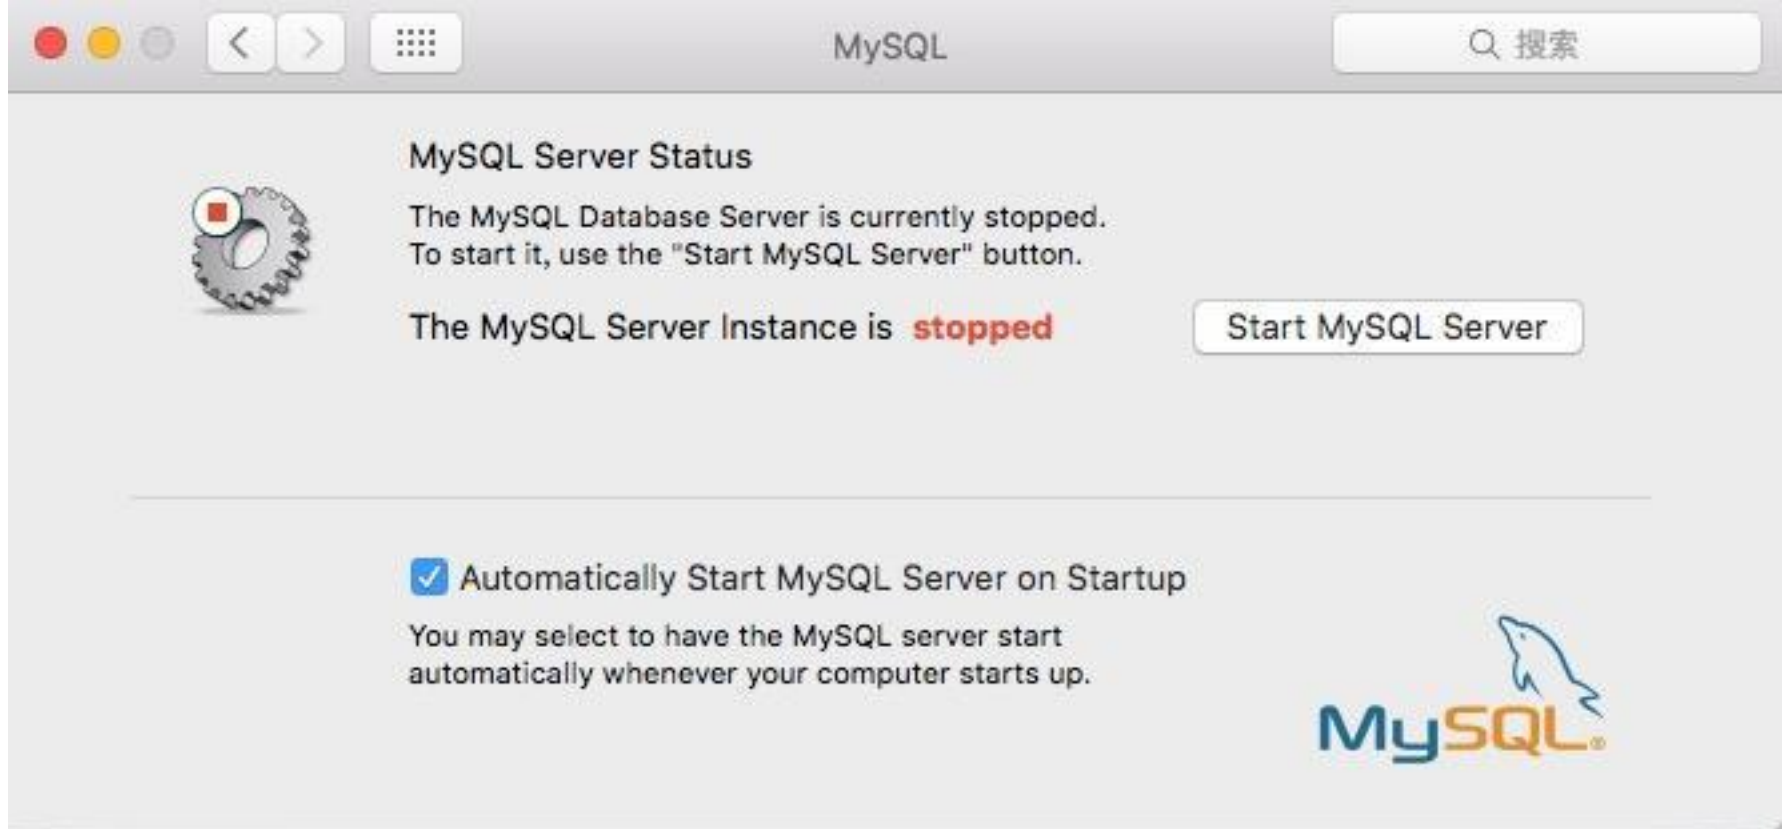 MySQL
搜索
MySQL Server Status
The MySQL Database Server is currently stopped.
To start it, use the "Start MySQL Server" button.
The MySQL Server Instance is stopped
Start MySQL Server
Automatically Start MySQL Server on Startup
You may select to have the MySQL server start
automatically whenever your computer starts up.
MySQL®